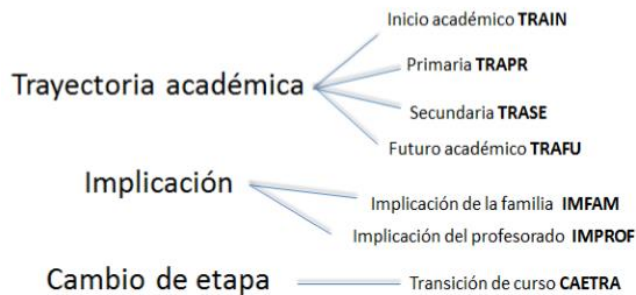 Inicio académico TRAIN
Primaria TRAPR
Trayectoria académica
Secundaria TRASE
Futuro académico TRAFU
Implicación
Implicación de la familia IMFAM
Implicación del profesorado IMPROF
Cambio de etapa
Transición de curso CAETRA